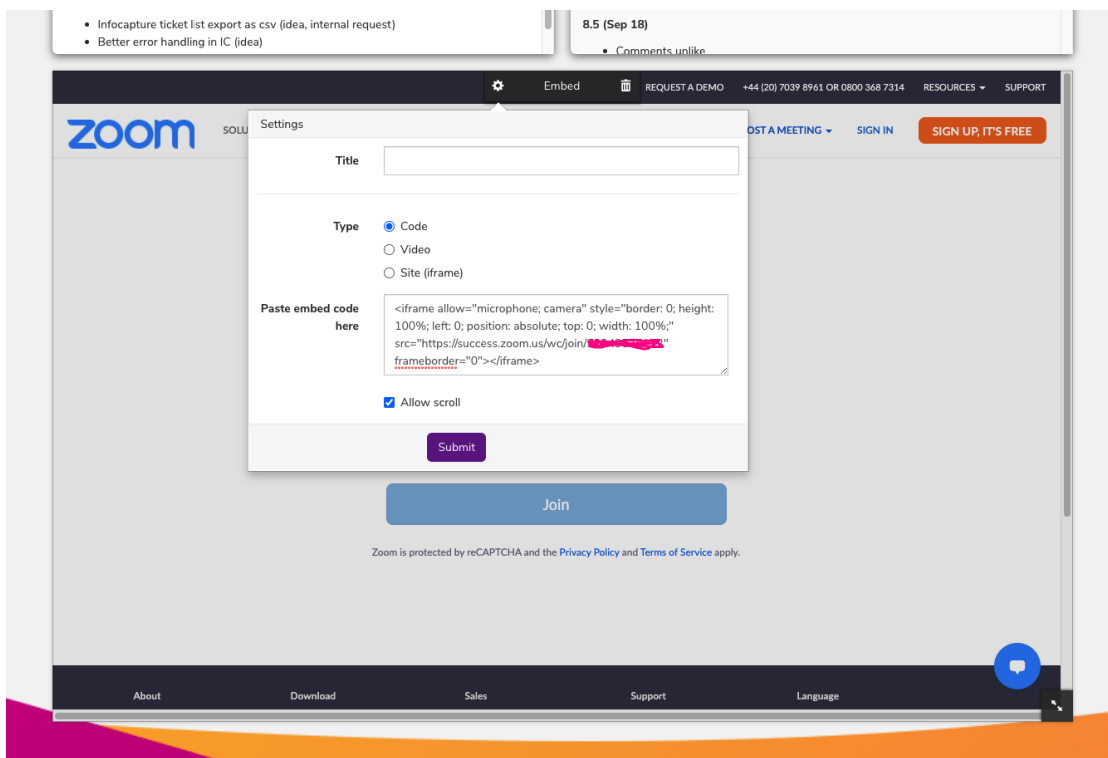 Infocapture ticket list export as csv (idea, internal request)
Better error handling in IC (idea)
8.5 (Sep 18)
Comments unlike
Embed
REQUEST A DEMO
+44 (20) 7039 8961 OR 0800 368 7314
RESOURCES
SUPPORT
zoom
SOLU
OST A MEETING
SIGN IN
SIGN UP, IT'S FREE
Settings
Title
Type
Code
Video
Site (iframe)
Paste embed code
here
<iframe allow="microphone; camera" style="border: 0; height:
100%; left: 0; position: absolute; top: 0; width: 100%;"
src="https://success.zoom.us/wc/join/
frameborder="0"></iframe>
Allow scroll
Submit
Join
Zoom is protected by reCAPTCHA and the Privacy Policy and Terms of Service apply.
About
Download
Sales
Support
Language